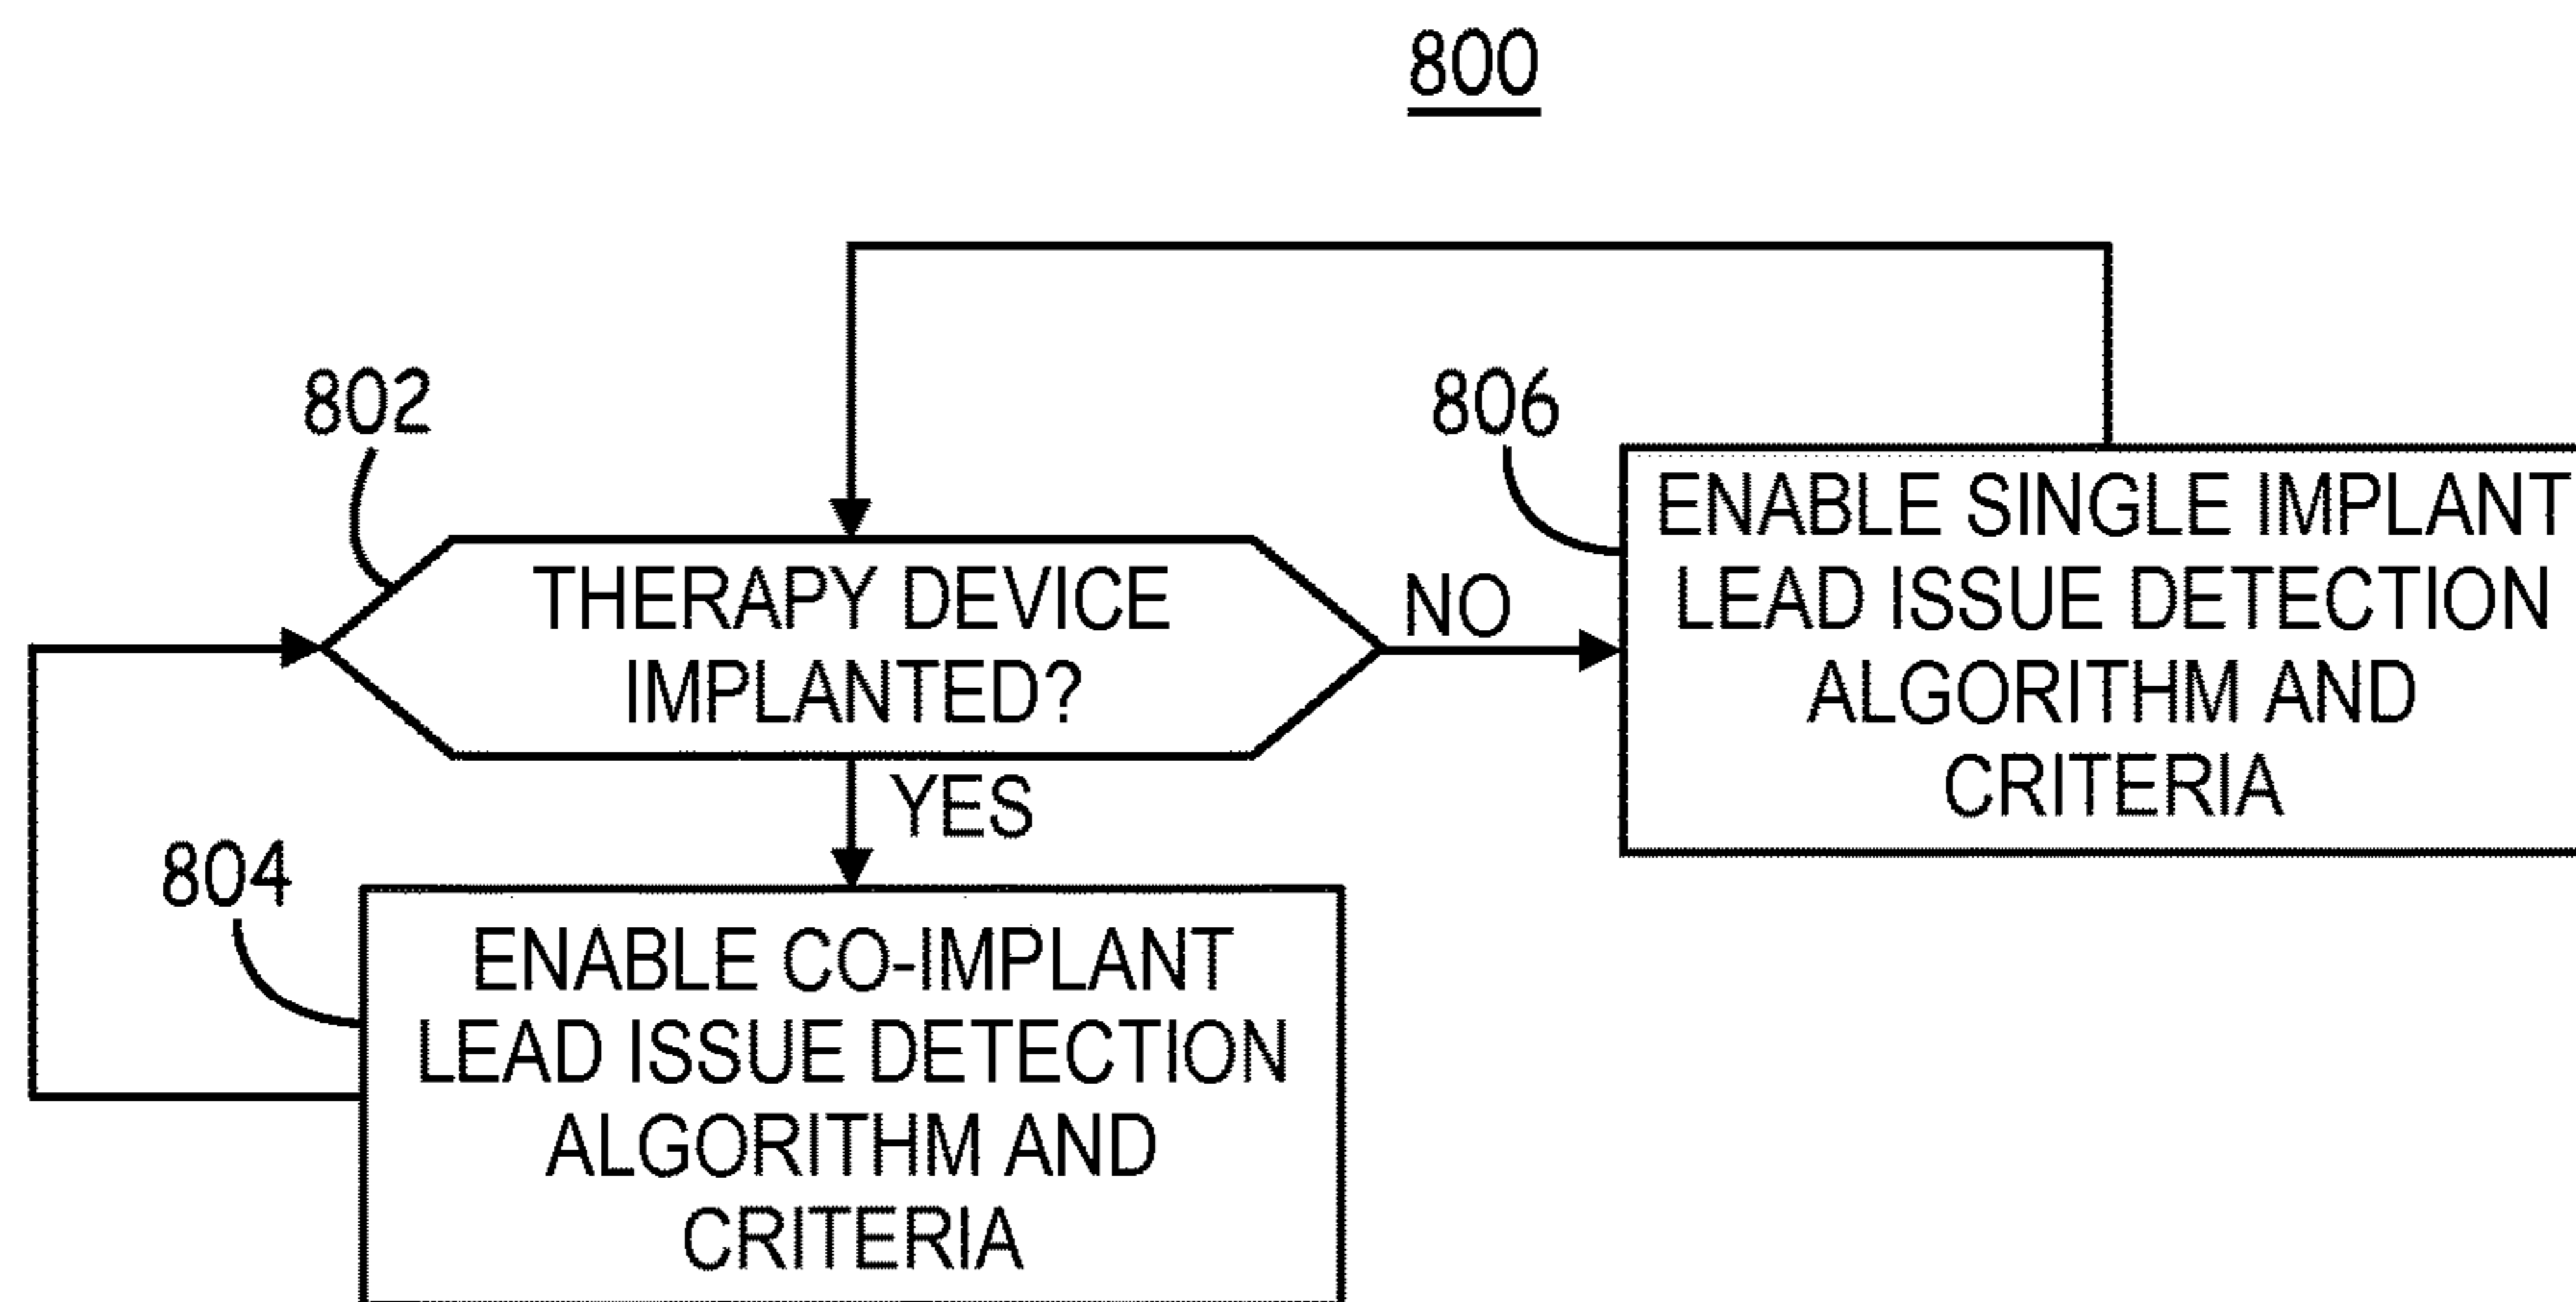 800
802
806
THERAPY DEVICE
IMPLANTED?
NO
ENABLE SINGLE IMPLANT
LEAD ISSUE DETECTION
ALGORITHM AND
CRITERIA
YES
804
ENABLE CO-IMPLANT
LEAD ISSUE DETECTION
ALGORITHM AND
CRITERIA